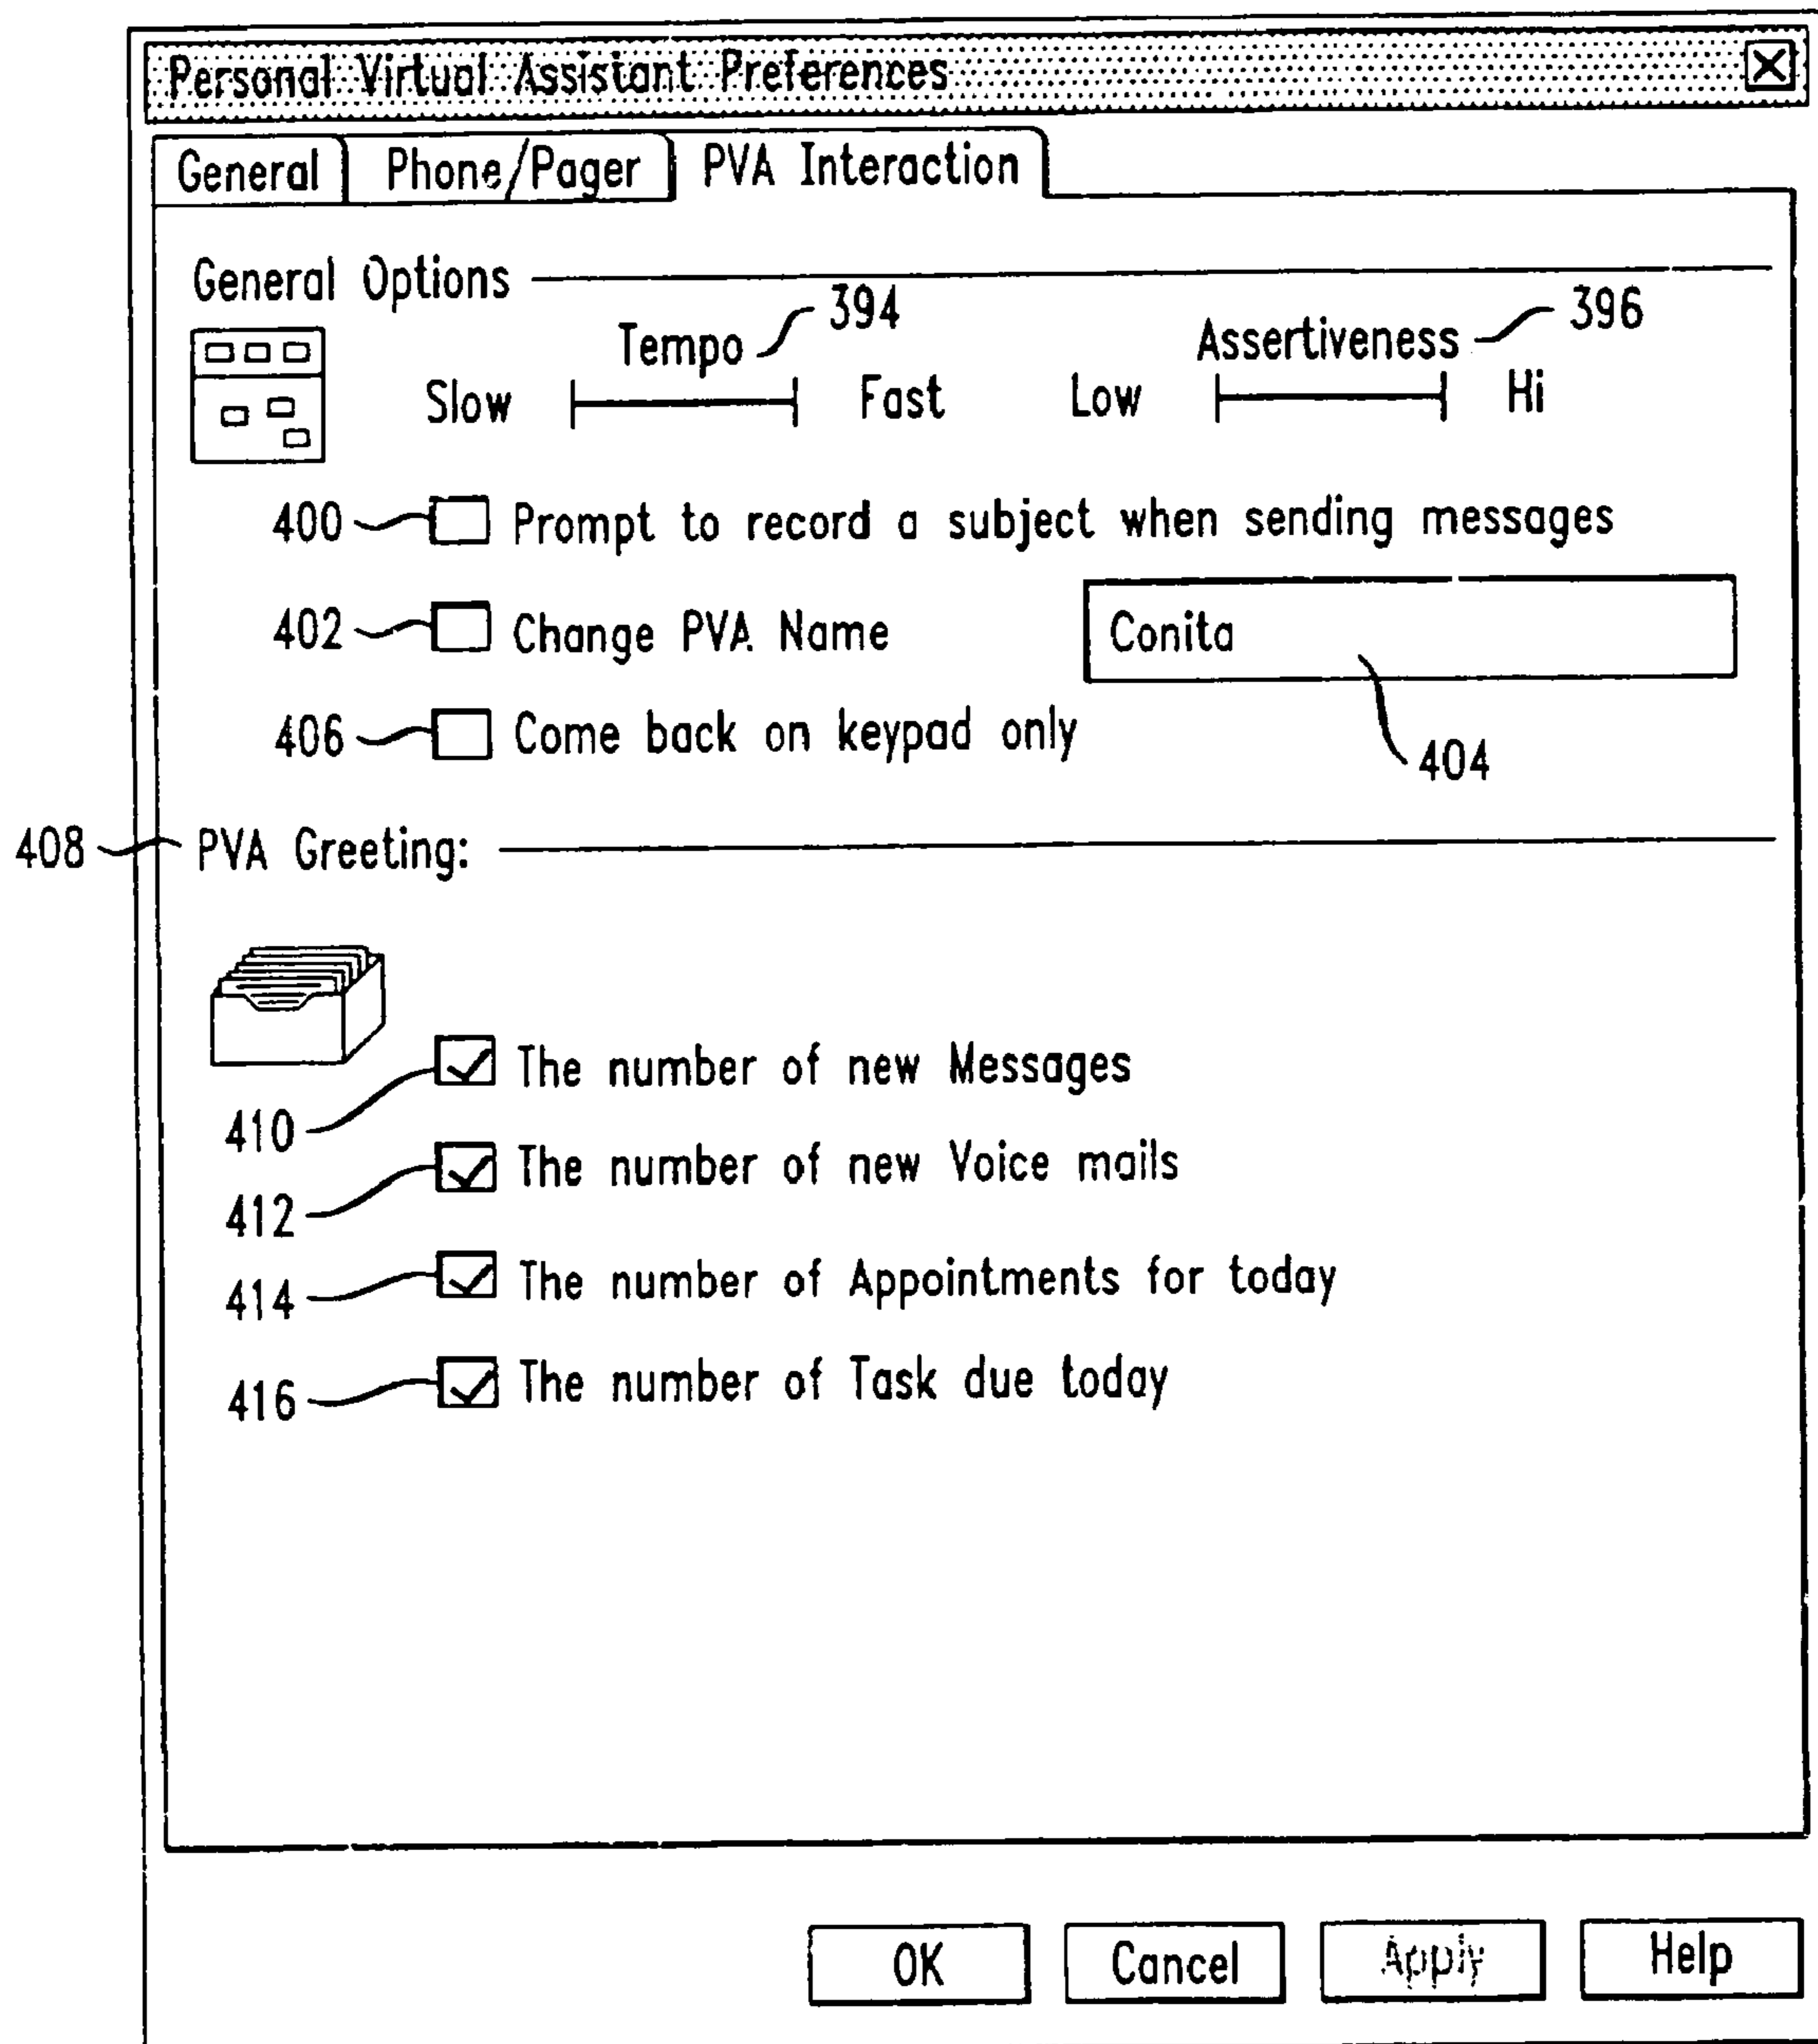 Personal Virtual Assistant Preferences
General Phone/Pager PVA Interaction
General Options
Tempo 394 Assertiveness 396
Slow Fast Low Hi
400 Prompt to record a subject when sending messages
402 Change PVA Name Conita
406 Come back on keypad only 404
408 PVA Greeting:
The number of new Messages
410
The number of new Voice mails
412
The number of Appointments for today
414
The number of Task due today
416
OK Cancel Apply Help